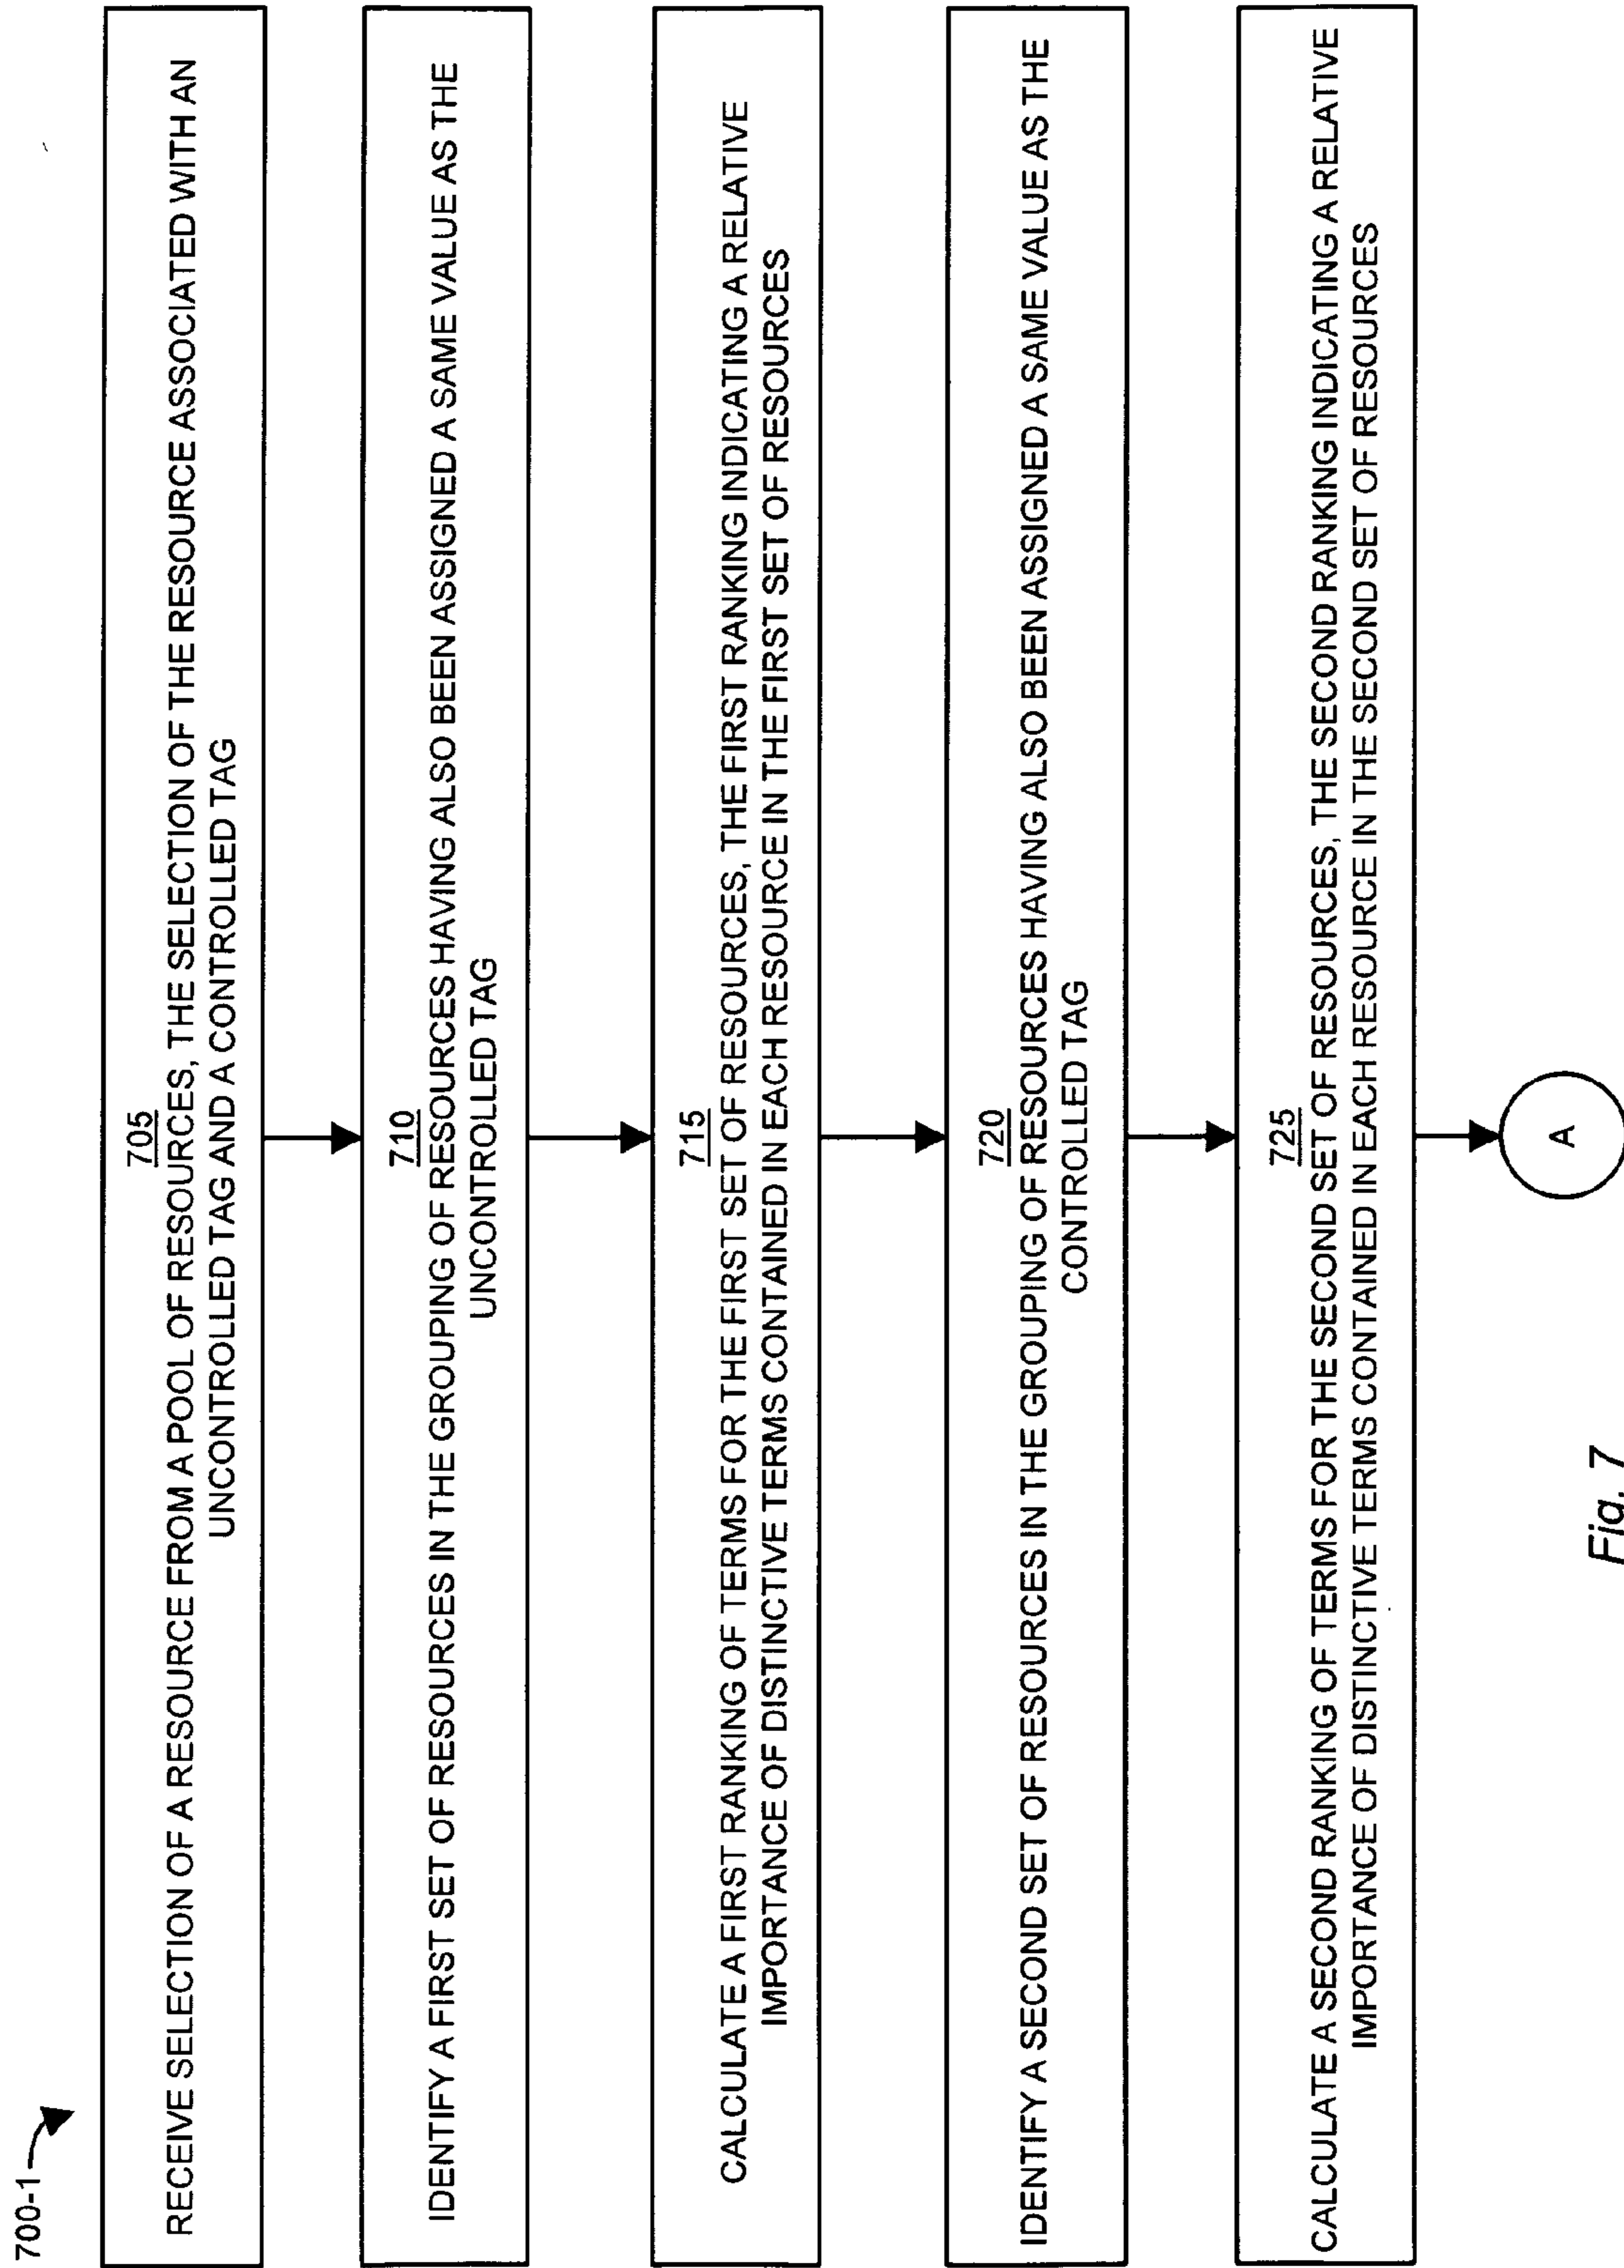 700-1
705
RECEIVE SELECTION OF A RESOURCE FROM A POOL OF RESOURCES, THE SELECTION OF THE RESOURCE ASSOCIATED WITH AN
UNCONTROLLED TAG AND A CONTROLLED TAG
710
IDENTIFY A FIRST SET OF RESOURCES IN THE GROUPING OF RESOURCES HAVING ALSO BEEN ASSIGNED A SAME VALUE AS THE
UNCONTROLLED TAG
715
CALCULATE A FIRST RANKING OF TERMS FOR THE FIRST SET OF RESOURCES, THE FIRST RANKING INDICATING A RELATIVE
IMPORTANCE OF DISTINCTIVE TERMS CONTAINED IN EACH RESOURCE IN THE FIRST SET OF RESOURCES
720
IDENTIFY A SECOND SET OF RESOURCES IN THE GROUPING OF RESOURCES HAVING ALSO BEEN ASSIGNED A SAME VALUE AS THE
CONTROLLED TAG
725
CALCULATE A SECOND RANKING OF TERMS FOR THE SECOND SET OF RESOURCES, THE SECOND RANKING INDICATING A RELATIVE
IMPORTANCE OF DISTINCTIVE TERMS CONTAINED IN EACH RESOURCE IN THE SECOND SET OF RESOURCES
A
Fig. 7